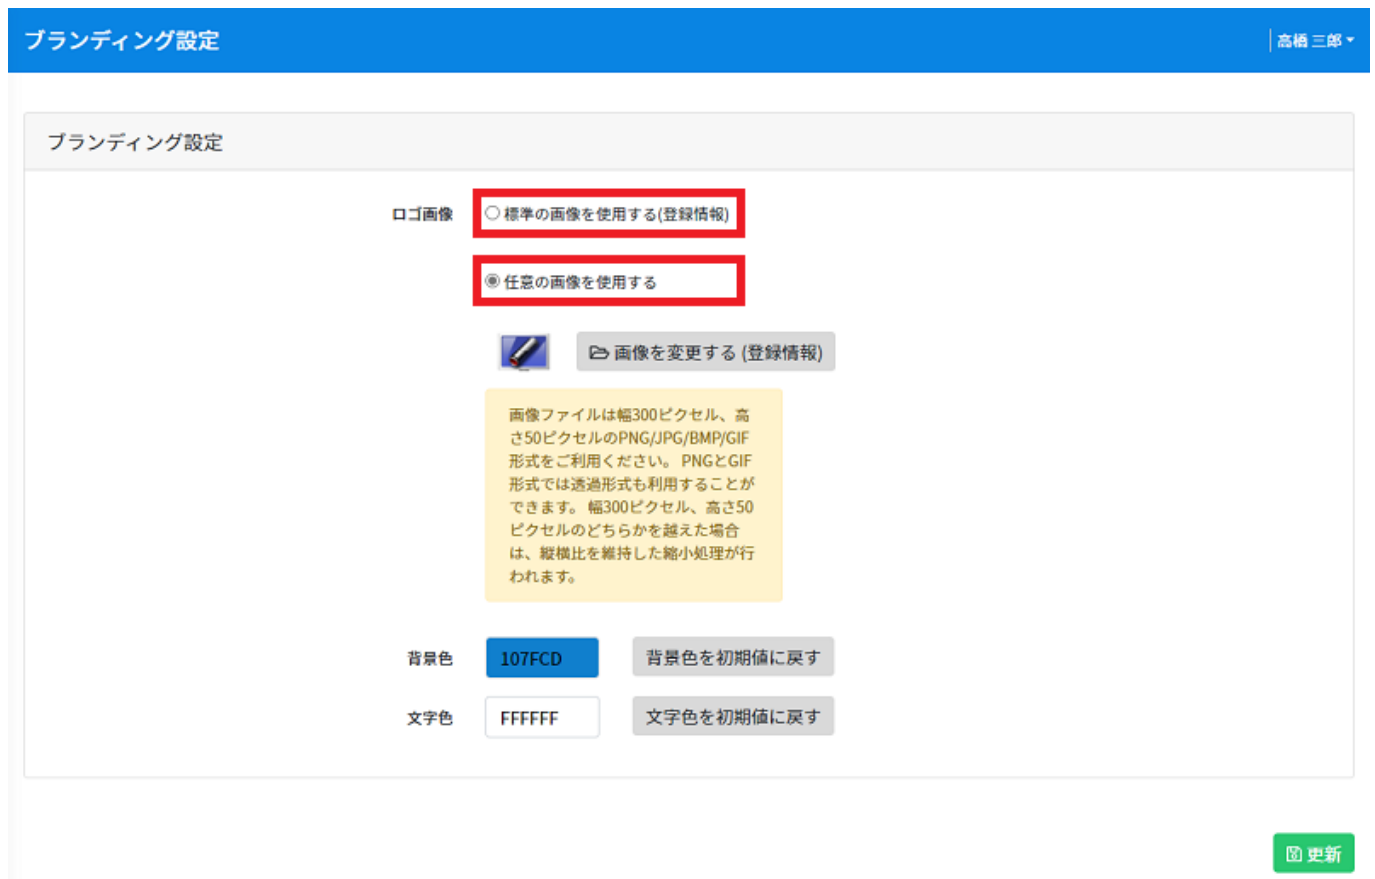 ブランディング設定
高橋 三郎
ブランディング設定
ロゴ画像
標準の画像を使用する(登録情報)
任意の画像を使用する
画像を変更する (登録情報)
画像ファイルは幅300ピクセル、高
さ50ピクセルのPNG/JPG/BMP/GIF
形式をご利用ください。 PNGとGIF
形式では透過形式も利用することが
できます。 幅300ピクセル、高さ50
ピクセルのどちらかを越えた場合
は、縦横比を維持した縮小処理が行
われます。
背景色
107FCD
背景色を初期値に戻す
文字色
FFFFFF
文字色を初期値に戻す
更新